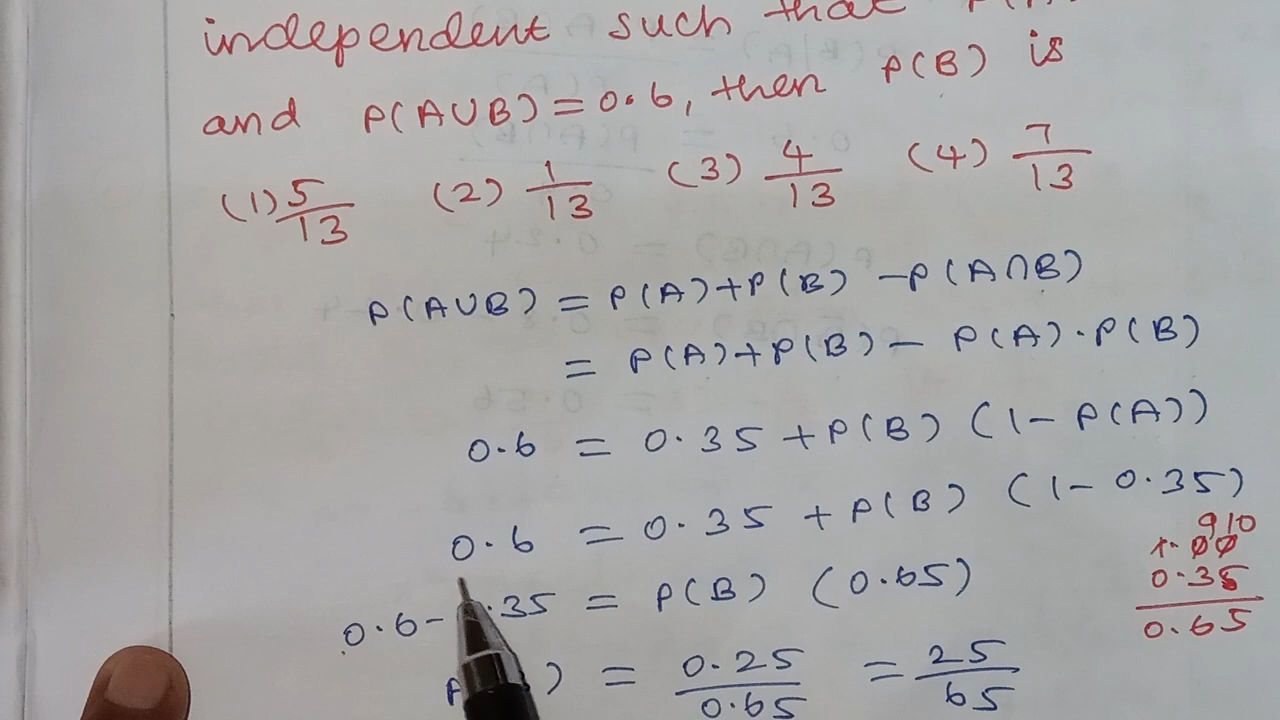 independent such that
and P(A∪B) = 0.6, then P(B) is
(1) 5/13 (2) 1/13 (3) 4/13 (4) 7/13
P(A∪B) = P(A) + P(B) - P(A∩B)
= P(A) + P(B) - P(A) · P(B)
0.6 = 0.35 + P(B) (1 - P(A))
0.6 = 0.35 + P(B) (1 - 0.35)
9 10
1.00
0.35
0.65
0.6 - .35 = P(B) (0.65)
) = 0.25/0.65 = 25/65